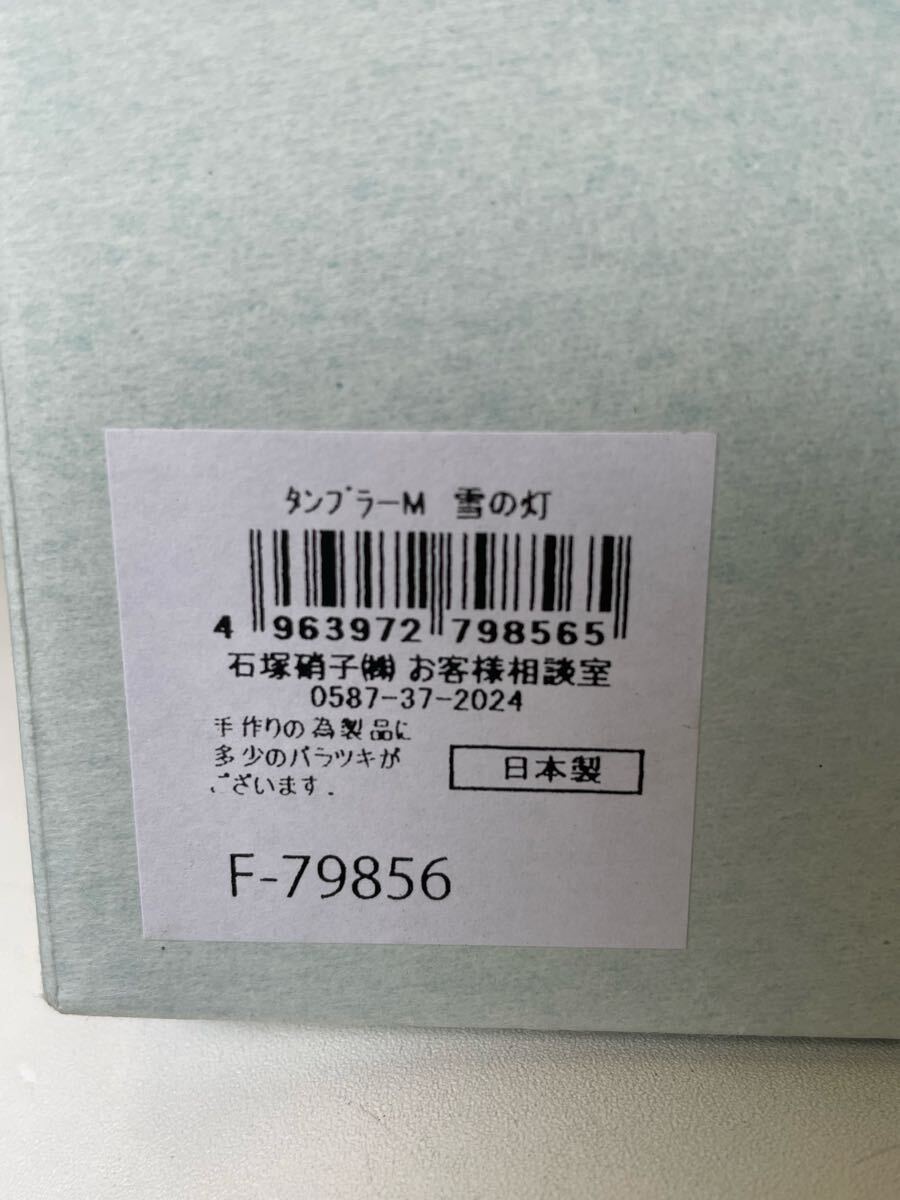 ﾀﾝﾌﾞﾗｰM 雪の灯
4 963972 798565
石塚硝子㈱ お客様相談室
0587-37-2024
手作りの為製品に
多少のバラツキが
ございます.
日本製
F-79856